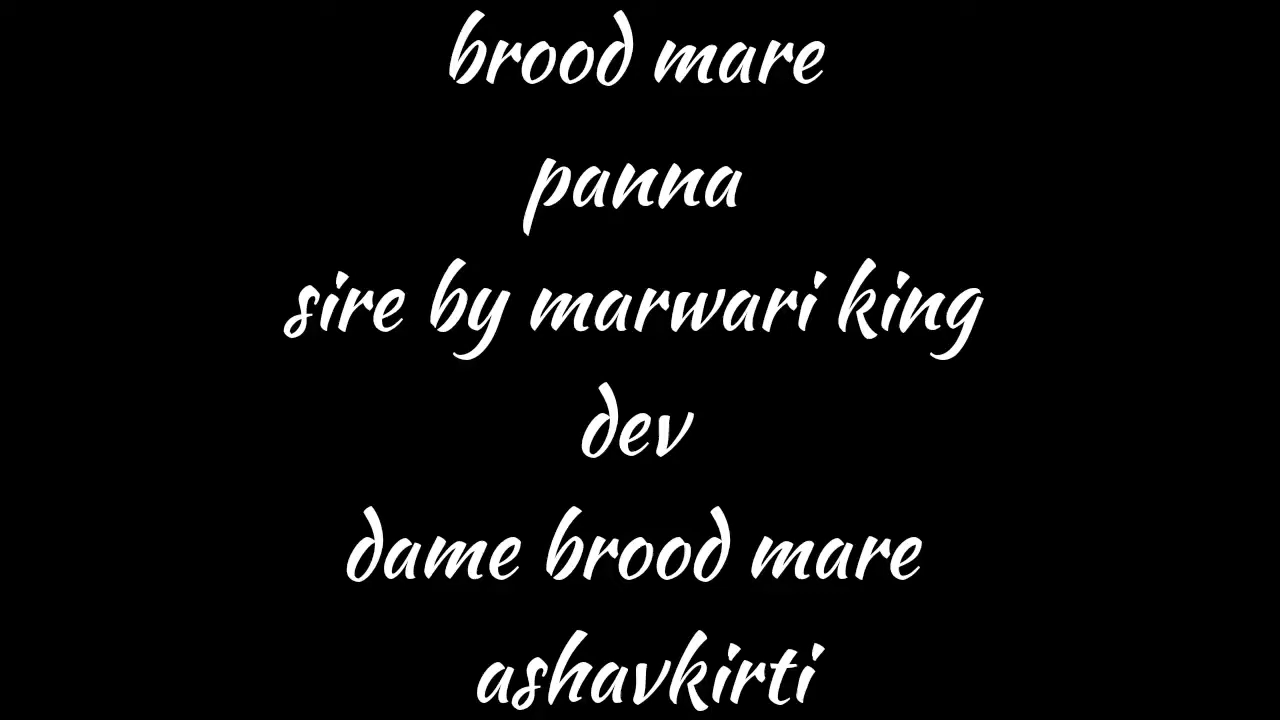 brood mare
panna
sire by marwari king
dev
dame brood mare
ashavkirti